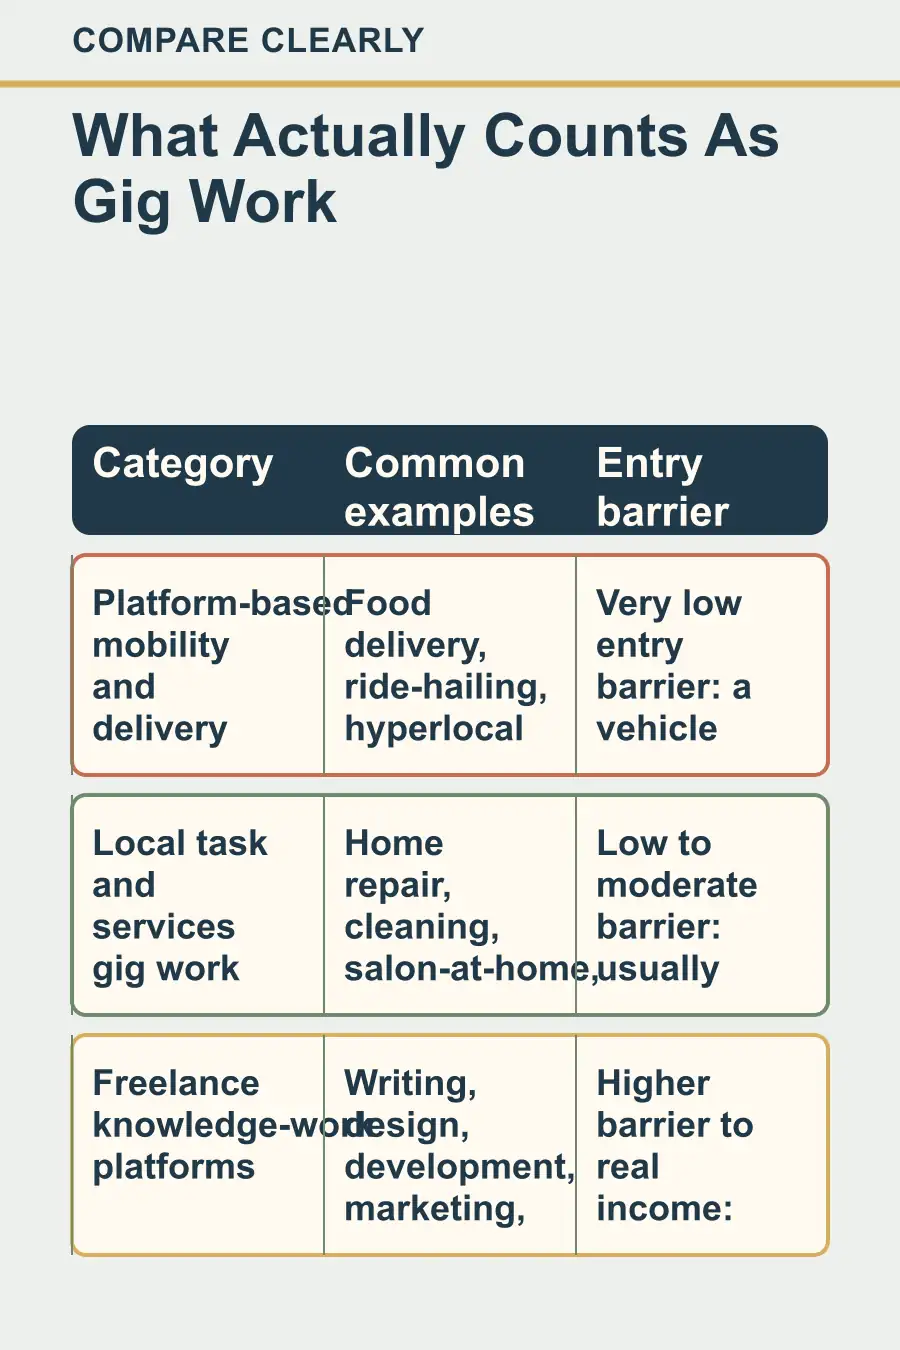 COMPARE CLEARLY
What Actually Counts As
Gig Work
Category
Common
examples
Entry
barrier
Platform-based
mobility
and
delivery
Food
delivery,
ride-hailing,
hyperlocal
Very low
entry
barrier: a
vehicle
Local task
and
services
gig work
Home
repair,
cleaning,
salon-at-home,
Low to
moderate
barrier:
usually
Freelance
knowledge-work
platforms
Writing,
design,
development,
marketing,
Higher
barrier to
real
income: